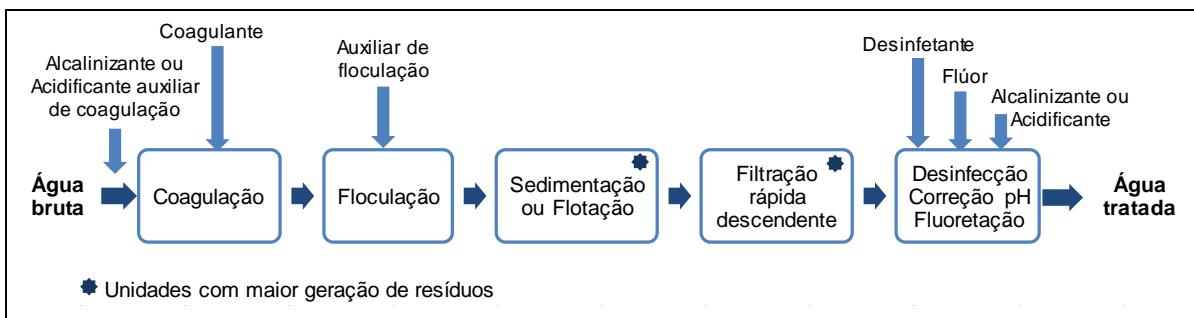 Coagulante
Alcalinizante ou
Acidificante auxiliar
de coagulação
Auxiliar de
floculação
Desinfetante
Flúor
Alcalinizante ou
Acidificante
Água
bruta
Coagulação
Floculação
Sedimentação
ou Flotação
Filtração
rápida
descendente
Desinfecção
Correção pH
Fluoretação
Água
tratada
Unidades com maior geração de resíduos